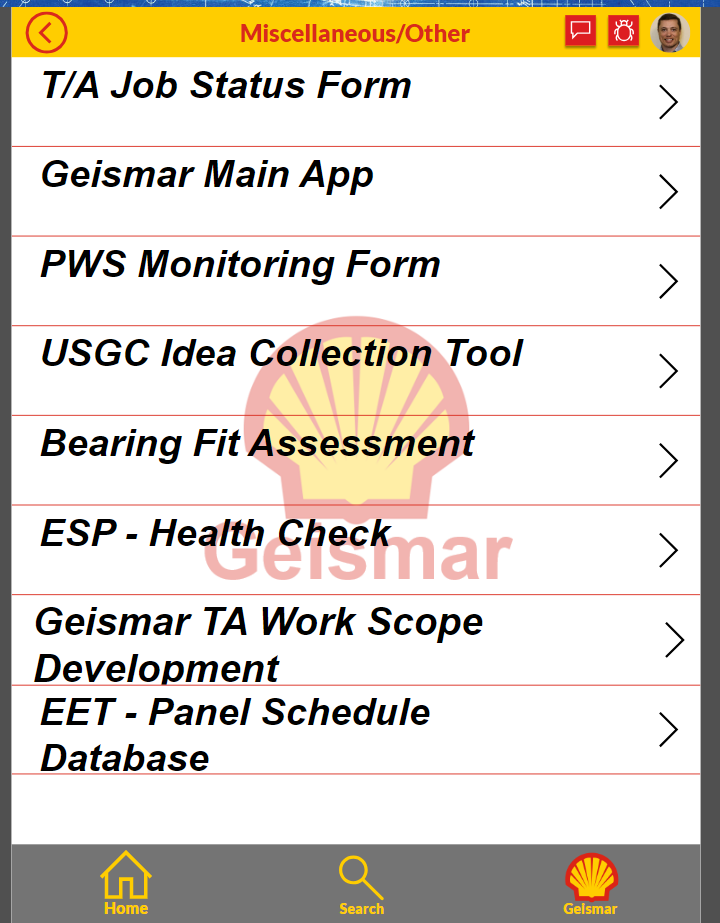 Miscellaneous/Other
T/A Job Status Form
Geismar Main App
PWS Monitoring Form
USGC Idea Collection Tool
Bearing Fit Assessment
ESP - Health Check
Geismar
Geismar TA Work Scope
Development
EET - Panel Schedule
Database
Home
Search
Geismar